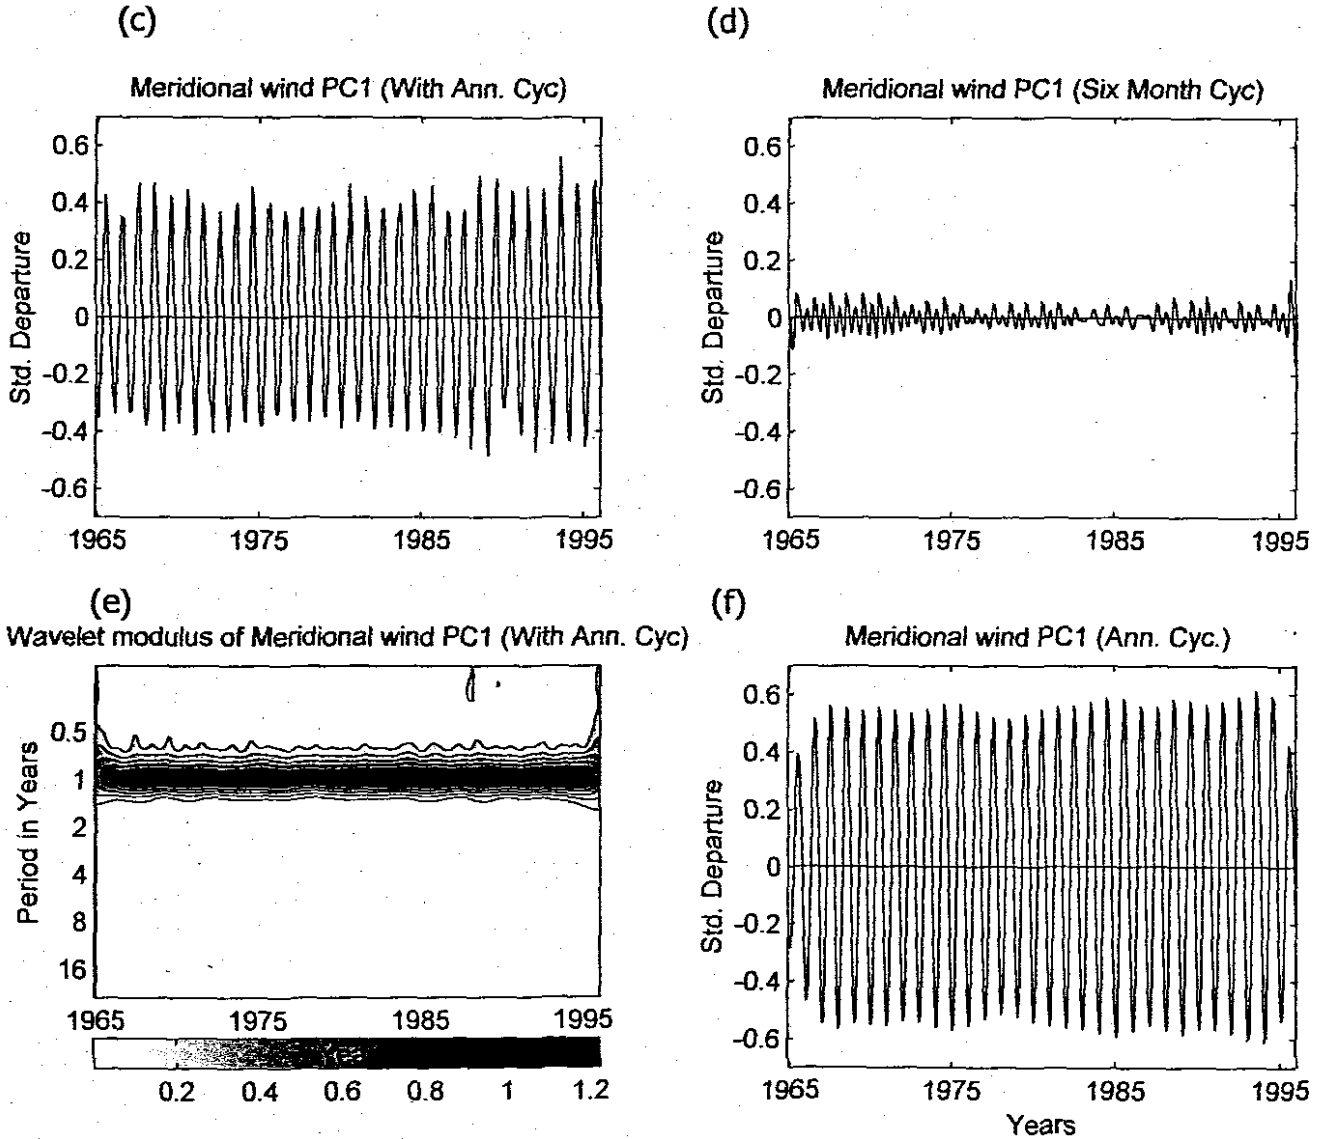 (c)
Meridional wind PC1 (With Ann. Cyc)
Std. Departure
0.6
0.4
0.2
0
-0.2
-0.4
-0.6
1965 1975 1985 1995
(d)
Meridional wind PC1 (Six Month Cyc)
Std. Departure
0.6
0.4
0.2
0
-0.2
-0.4
-0.6
1965 1975 1985 1995
(e)
Wavelet modulus of Meridional wind PC1 (With Ann. Cyc)
Period in Years
0.5
1
2
4
8
16
1965 1975 1985 1995
0.2 0.4 0.6 0.8 1 1.2
(f)
Meridional wind PC1 (Ann. Cyc.)
Std. Departure
0.6
0.4
0.2
0
-0.2
-0.4
-0.6
1965 1975 1985 1995
Years